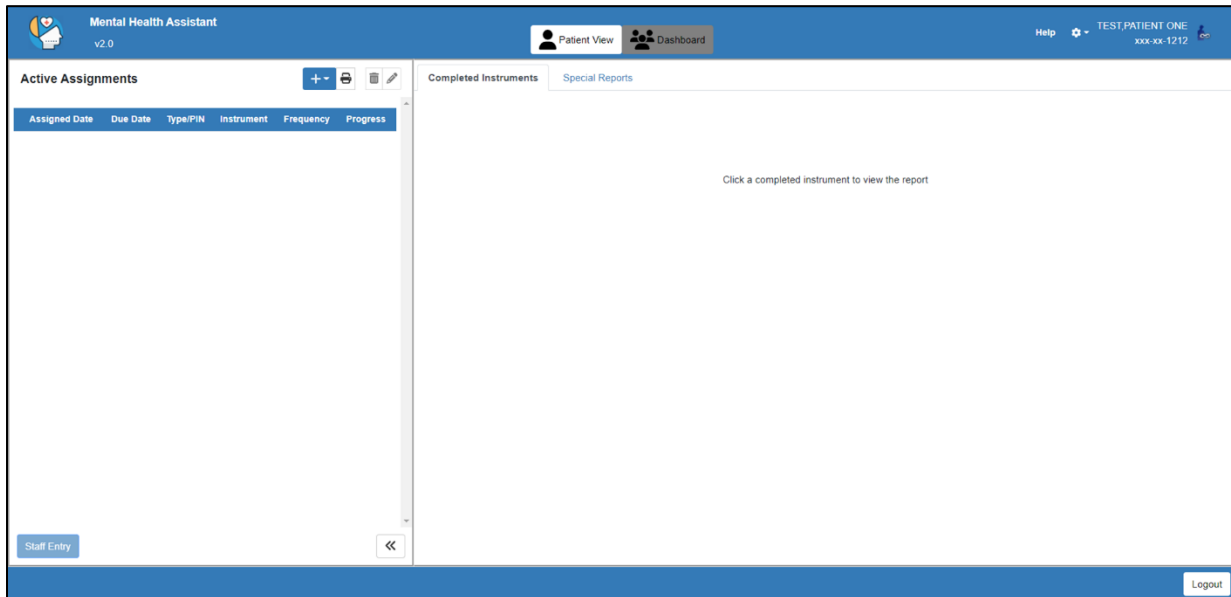 Mental Health Assistant
v2.0
Patient View
Dashboard
Help
TEST,PATIENT ONE
xxx-xx-1212
Active Assignments
Completed Instruments
Special Reports
Assigned Date Due Date Type/PIN Instrument Frequency Progress
Click a completed instrument to view the report
Staff Entry
Logout